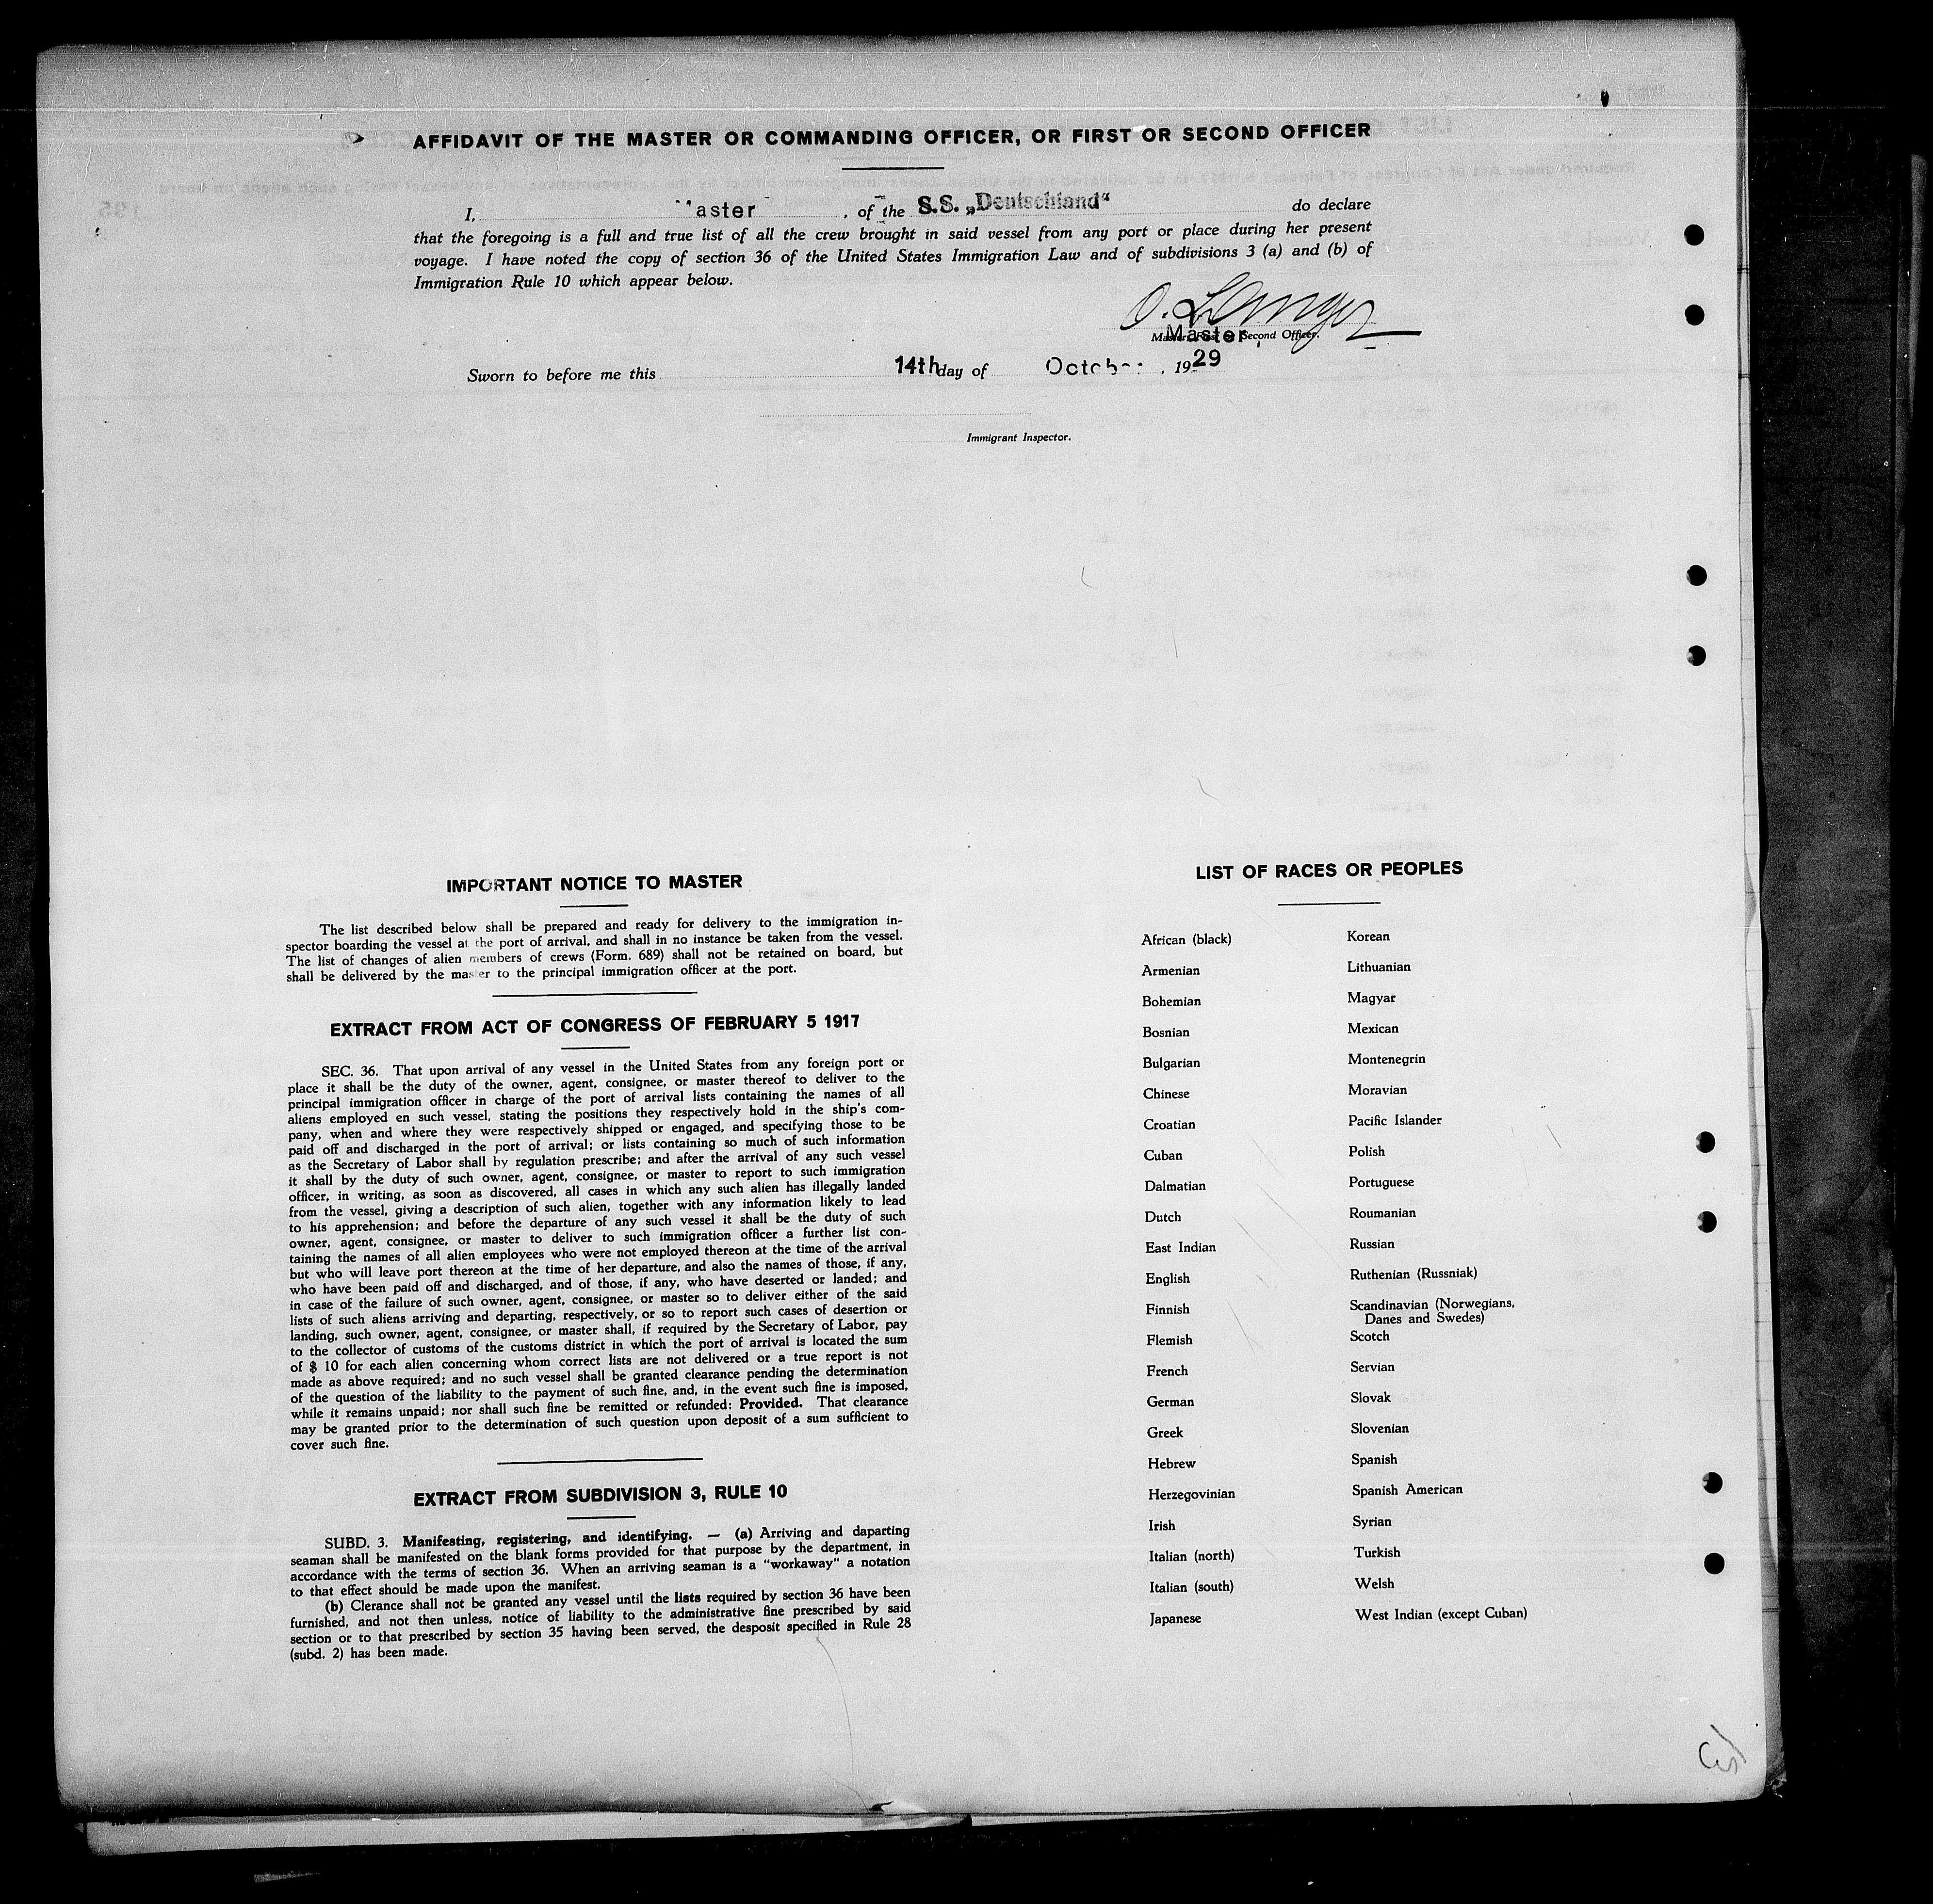 AFFIDAVIT OF THE MASTER OR COMMANDING OFFICER, OR FIRST OR SECOND OFFICER
I, Master, of the S.S. „Deutschland“ do declare
that the foregoing is a full and true list of all the crew brought in said vessel from any port or place during her present
voyage. I have noted the copy of section 36 of the United States Immigration Law and of subdivisions 3 (a) and (b) of
Immigration Rule 10 which appear below.
O. Langer
Master
Master, First or Second Officer.
Sworn to before me this 14th day of October, 1929
Immigrant Inspector.
IMPORTANT NOTICE TO MASTER
The list described below shall be prepared and ready for delivery to the immigration in-
spector boarding the vessel at the port of arrival, and shall in no instance be taken from the vessel.
The list of changes of alien members of crews (Form. 689) shall not be retained on board, but
shall be delivered by the master to the principal immigration officer at the port.
EXTRACT FROM ACT OF CONGRESS OF FEBRUARY 5 1917
SEC. 36. That upon arrival of any vessel in the United States from any foreign port or
place it shall be the duty of the owner, agent, consignee, or master thereof to deliver to the
principal immigration officer in charge of the port of arrival lists containing the names of all
aliens employed en such vessel, stating the positions they respectively hold in the ship's com-
pany, when and where they were respectively shipped or engaged, and specifying those to be
paid off and discharged in the port of arrival; or lists containing so much of such information
as the Secretary of Labor shall by regulation prescribe; and after the arrival of any such vessel
it shall by the duty of such owner, agent, consignee, or master to report to such immigration
officer, in writing, as soon as discovered, all cases in which any such alien has illegally landed
from the vessel, giving a description of such alien, together with any information likely to lead
to his apprehension; and before the departure of any such vessel it shall be the duty of such
owner, agent, consignee, or master to deliver to such immigration officer a further list con-
taining the names of all alien employees who were not employed thereon at the time of the arrival
but who will leave port thereon at the time of her departure, and also the names of those, if any,
who have been paid off and discharged, and of those, if any, who have deserted or landed; and
in case of the failure of such owner, agent, consignee, or master so to deliver either of the said
lists of such aliens arriving and departing, respectively, or so to report such cases of desertion or
landing, such owner, agent, consignee, or master shall, if required by the Secretary of Labor, pay
to the collector of customs of the customs district in which the port of arrival is located the sum
of $ 10 for each alien concerning whom correct lists are not delivered or a true report is not
made as above required; and no such vessel shall be granted clearance pending the determination
of the question of the liability to the payment of such fine, and, in the event such fine is imposed,
while it remains unpaid; nor shall such fine be remitted or refunded: Provided. That clearance
may be granted prior to the determination of such question upon deposit of a sum sufficient to
cover such fine.
EXTRACT FROM SUBDIVISION 3, RULE 10
SUBD. 3. Manifesting, registering, and identifying. — (a) Arriving and daparting
seaman shall be manifested on the blank forms provided for that purpose by the department, in
accordance with the terms of section 36. When an arriving seaman is a "workaway" a notation
to that effect should be made upon the manifest.
(b) Clerance shall not be granted any vessel until the lists required by section 36 have been
furnished, and not then unless, notice of liability to the administrative fine prescribed by said
section or to that prescribed by section 35 having been served, the desposit specified in Rule 28
(subd. 2) has been made.
LIST OF RACES OR PEOPLES
African (black)
Armenian
Bohemian
Bosnian
Bulgarian
Chinese
Croatian
Cuban
Dalmatian
Dutch
East Indian
English
Finnish
Flemish
French
German
Greek
Hebrew
Herzegovinian
Irish
Italian (north)
Italian (south)
Japanese
Korean
Lithuanian
Magyar
Mexican
Montenegrin
Moravian
Pacific Islander
Polish
Portuguese
Roumanian
Russian
Ruthenian (Russniak)
Scandinavian (Norwegians,
Danes and Swedes)
Scotch
Servian
Slovak
Slovenian
Spanish
Spanish American
Syrian
Turkish
Welsh
West Indian (except Cuban)